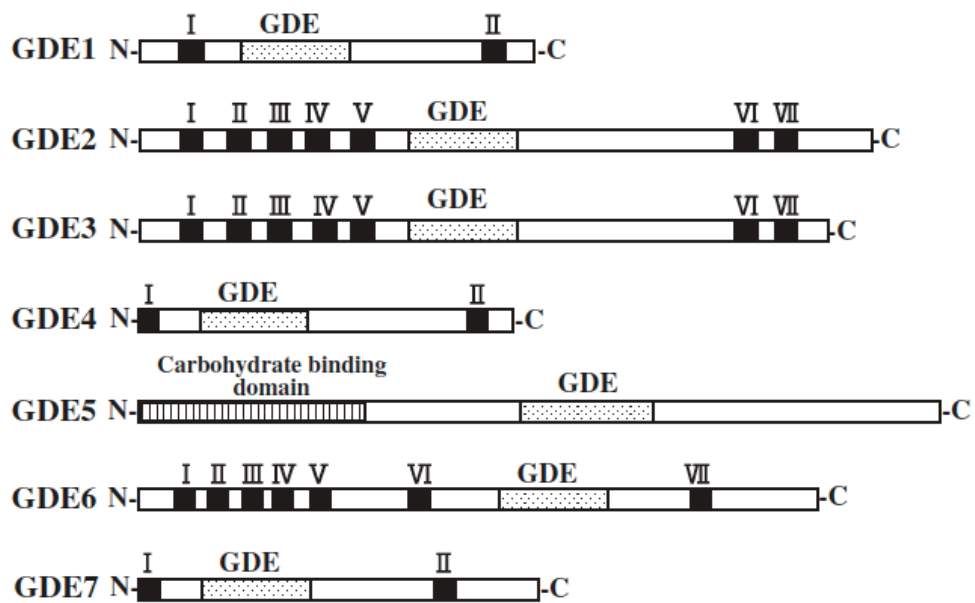 I GDE II
GDE1 N- -C
I II III IV V GDE VI VII
GDE2 N- -C
I II III IV V GDE VI VII
GDE3 N- -C
I GDE II
GDE4 N- -C
Carbohydrate binding
domain GDE
GDE5 N- -C
I II III IV V VI GDE VII
GDE6 N- -C
I GDE II
GDE7 N- -C